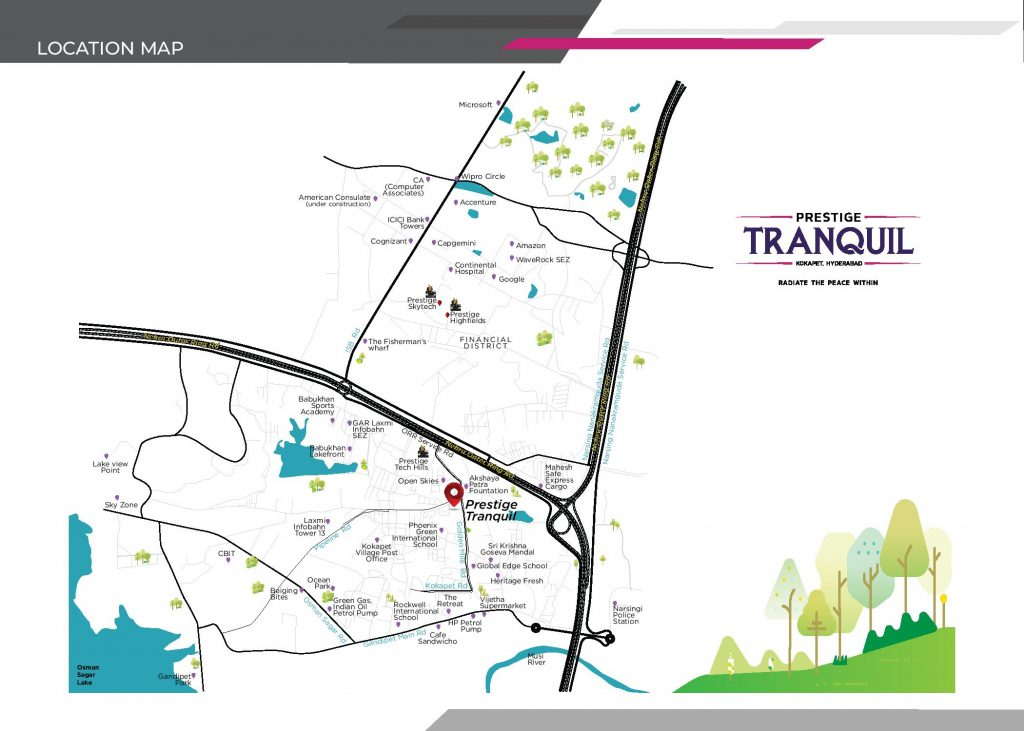 LOCATION MAP
Microsoft
Wipro Circle
CA
(Computer
Associates)
American Consulate
(under construction)
Accenture
ICICI Bank
Towers
Cognizant
Capgemini
Amazon
WaveRock SEZ
Continental
Hospital
Google
Prestige
Skytech
Prestige
Highfields
FINANCIAL
DISTRICT
ISB Rd
The Fisherman's
wharf
Nehru Outer Ring Rd
Nehru Outer Ring Rd
Nehru Outer Ring Rd
Nehru Outer Ring Rd
Narsingi Nanakramguda Service Rd
Narsingi Nanakramguda Service Rd
PRESTIGE
TRANQUIL
KOKAPET, HYDERABAD
RADIATE THE PEACE WITHIN
Babukhan
Sports
Academy
GAR Laxmi
Infobahn
SEZ
ORR Service Rd
Babukhan
Lakefront
Prestige
Tech Hills
Open Skies
Akshaya
Patra
Foundation
Mahesh
Safe
Express
Cargo
Lake view
Point
Sky Zone
Prestige
Tranquil
Laxmi
Infobahn
Tower 13
Pipeline Rd
Phoenix
Green
International
School
Golden Mile Rd
Kokapet
Village Post
Office
Sri Krishna
Goseva Mandal
Global Edge School
Heritage Fresh
CBIT
Ocean
Park
Kokapet Rd
Beiging
Bites
Osman Sagar Rd
Green Gas,
Indian Oil
Petrol Pump
Rockwell
International
School
The
Retreat
Vijetha
Supermarket
HP Petrol
Pump
Narsingi
Police
Station
Gandipet Main Rd
Cafe
Sandwicho
Musi
River
Osman
Sagar
Lake
Gandipet
Park